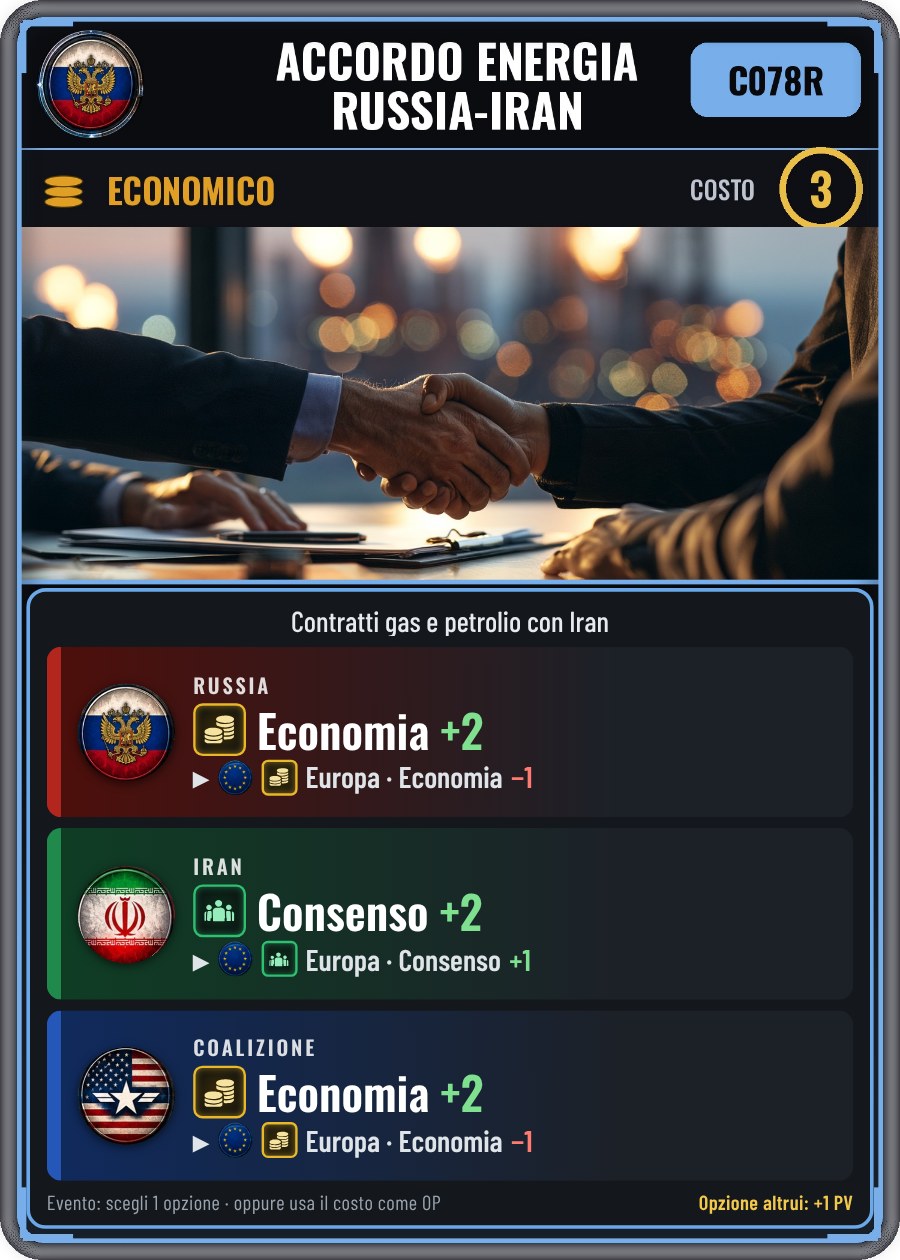 ACCORDO ENERGIA
RUSSIA-IRAN
C078R
ECONOMICO
COSTO
3
Contratti gas e petrolio con Iran
RUSSIA
Economia +2
▶ Europa · Economia −1
IRAN
Consenso +2
▶ Europa · Consenso +1
COALIZIONE
Economia +2
▶ Europa · Economia −1
Evento: scegli 1 opzione · oppure usa il costo come OP
Opzione altrui: +1 PV